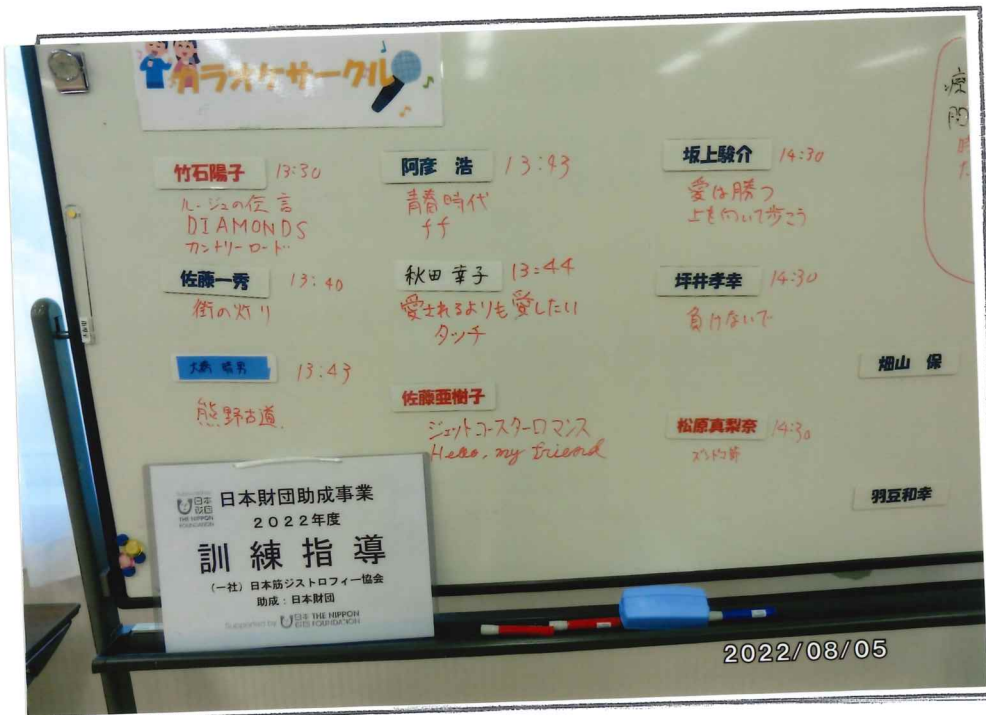 カラオケサークル
竹石陽子 13:30
ルージュの伝言
DIAMONDS
カントリーロード
佐藤一秀 13:40
街の灯り
13:43
熊野古道
阿彦 浩 13:43
青春時代
ff
秋田 幸子 13:44
愛されるよりも愛したい
タッチ
佐藤亜樹子
ジェットコースターロマンス
Hello, my friend
坂上駿介 14:30
愛は勝つ
上を向いて歩こう
坪井孝幸 14:30
負けないで
畑山 保
松原真梨奈 14:30
ズンドコ節
羽豆和幸
日本財団助成事業
2022年度
訓練指導
(一社)日本筋ジストロフィー協会
助成:日本財団
Supported by 日本財団 THE NIPPON FOUNDATION
日本財団
THE NIPPON
FOUNDATION
2022/08/05